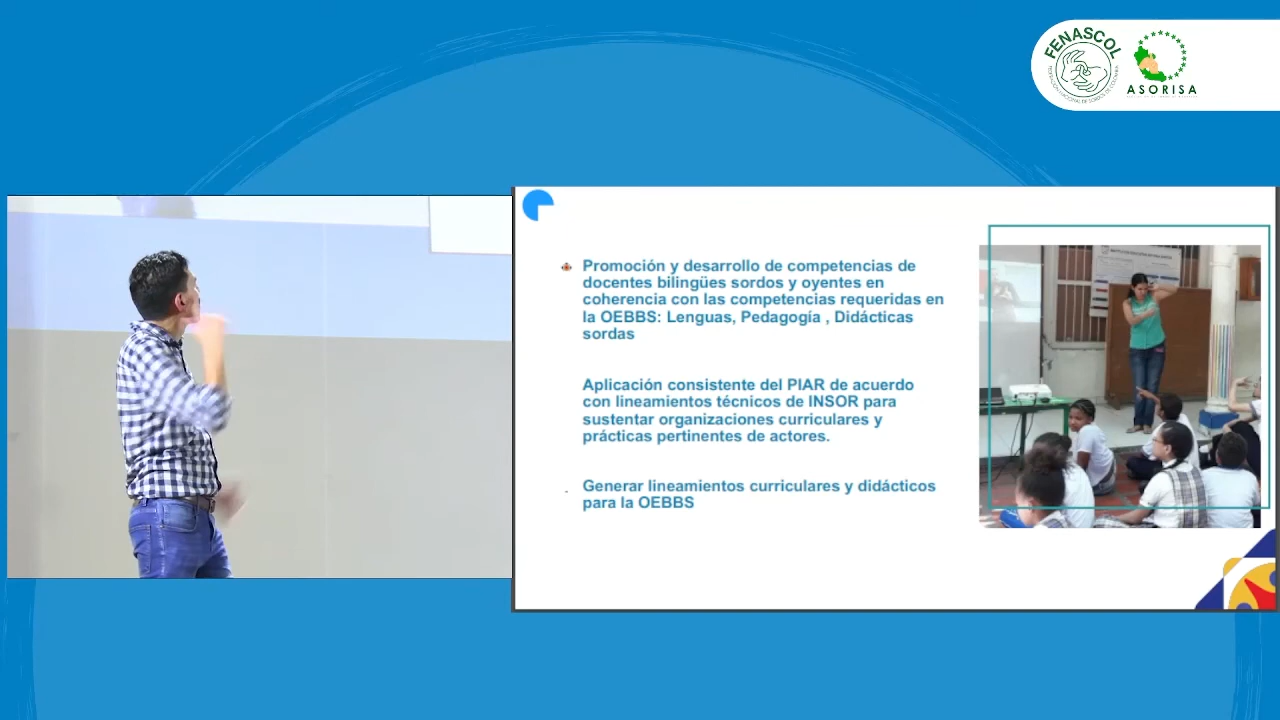 FENASCOL
ASORISA
Promoción y desarrollo de competencias de
docentes bilingües sordos y oyentes en
coherencia con las competencias requeridas en
la OEBBS: Lenguas, Pedagogía , Didácticas
sordas
Aplicación consistente del PIAR de acuerdo
con lineamientos técnicos de INSOR para
sustentar organizaciones curriculares y
prácticas pertinentes de actores.
Generar lineamientos curriculares y didácticos
para la OEBBS